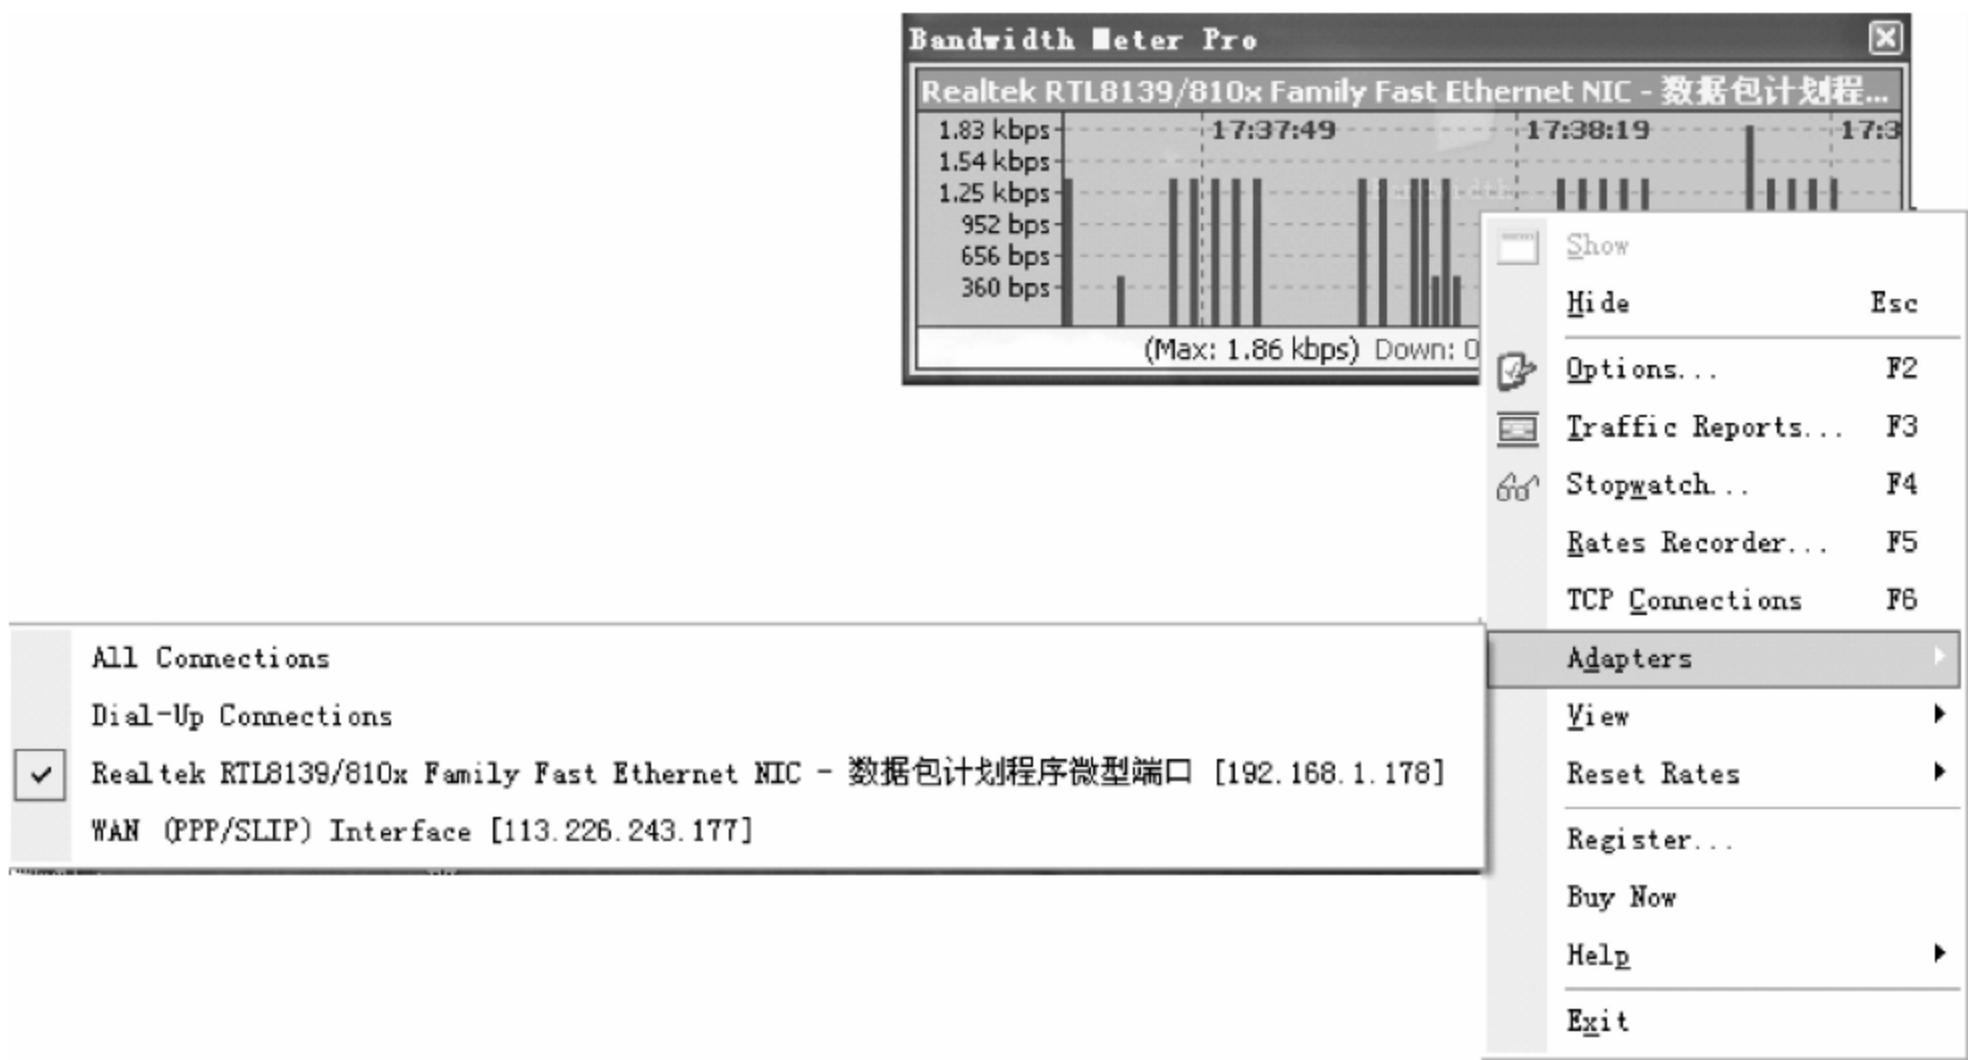 Bandwidth Meter Pro
Realtek RTL8139/810x Family Fast Ethernet NIC - 数据包计划程...
1.83 kbps
17:37:49
17:38:19
17:3
1.54 kbps
1.25 kbps
952 bps
656 bps
360 bps
(Max: 1.86 kbps) Down: 0
Show
Hide Esc
Options... F2
Traffic Reports... F3
Stopwatch... F4
Rates Recorder... F5
TCP Connections F6
Adapters
View
Reset Rates
Register...
Buy Now
Help
Exit
All Connections
Dial-Up Connections
Realtek RTL8139/810x Family Fast Ethernet NIC - 数据包计划程序微型端口 [192.168.1.178]
WAN (PPP/SLIP) Interface [113.226.243.177]